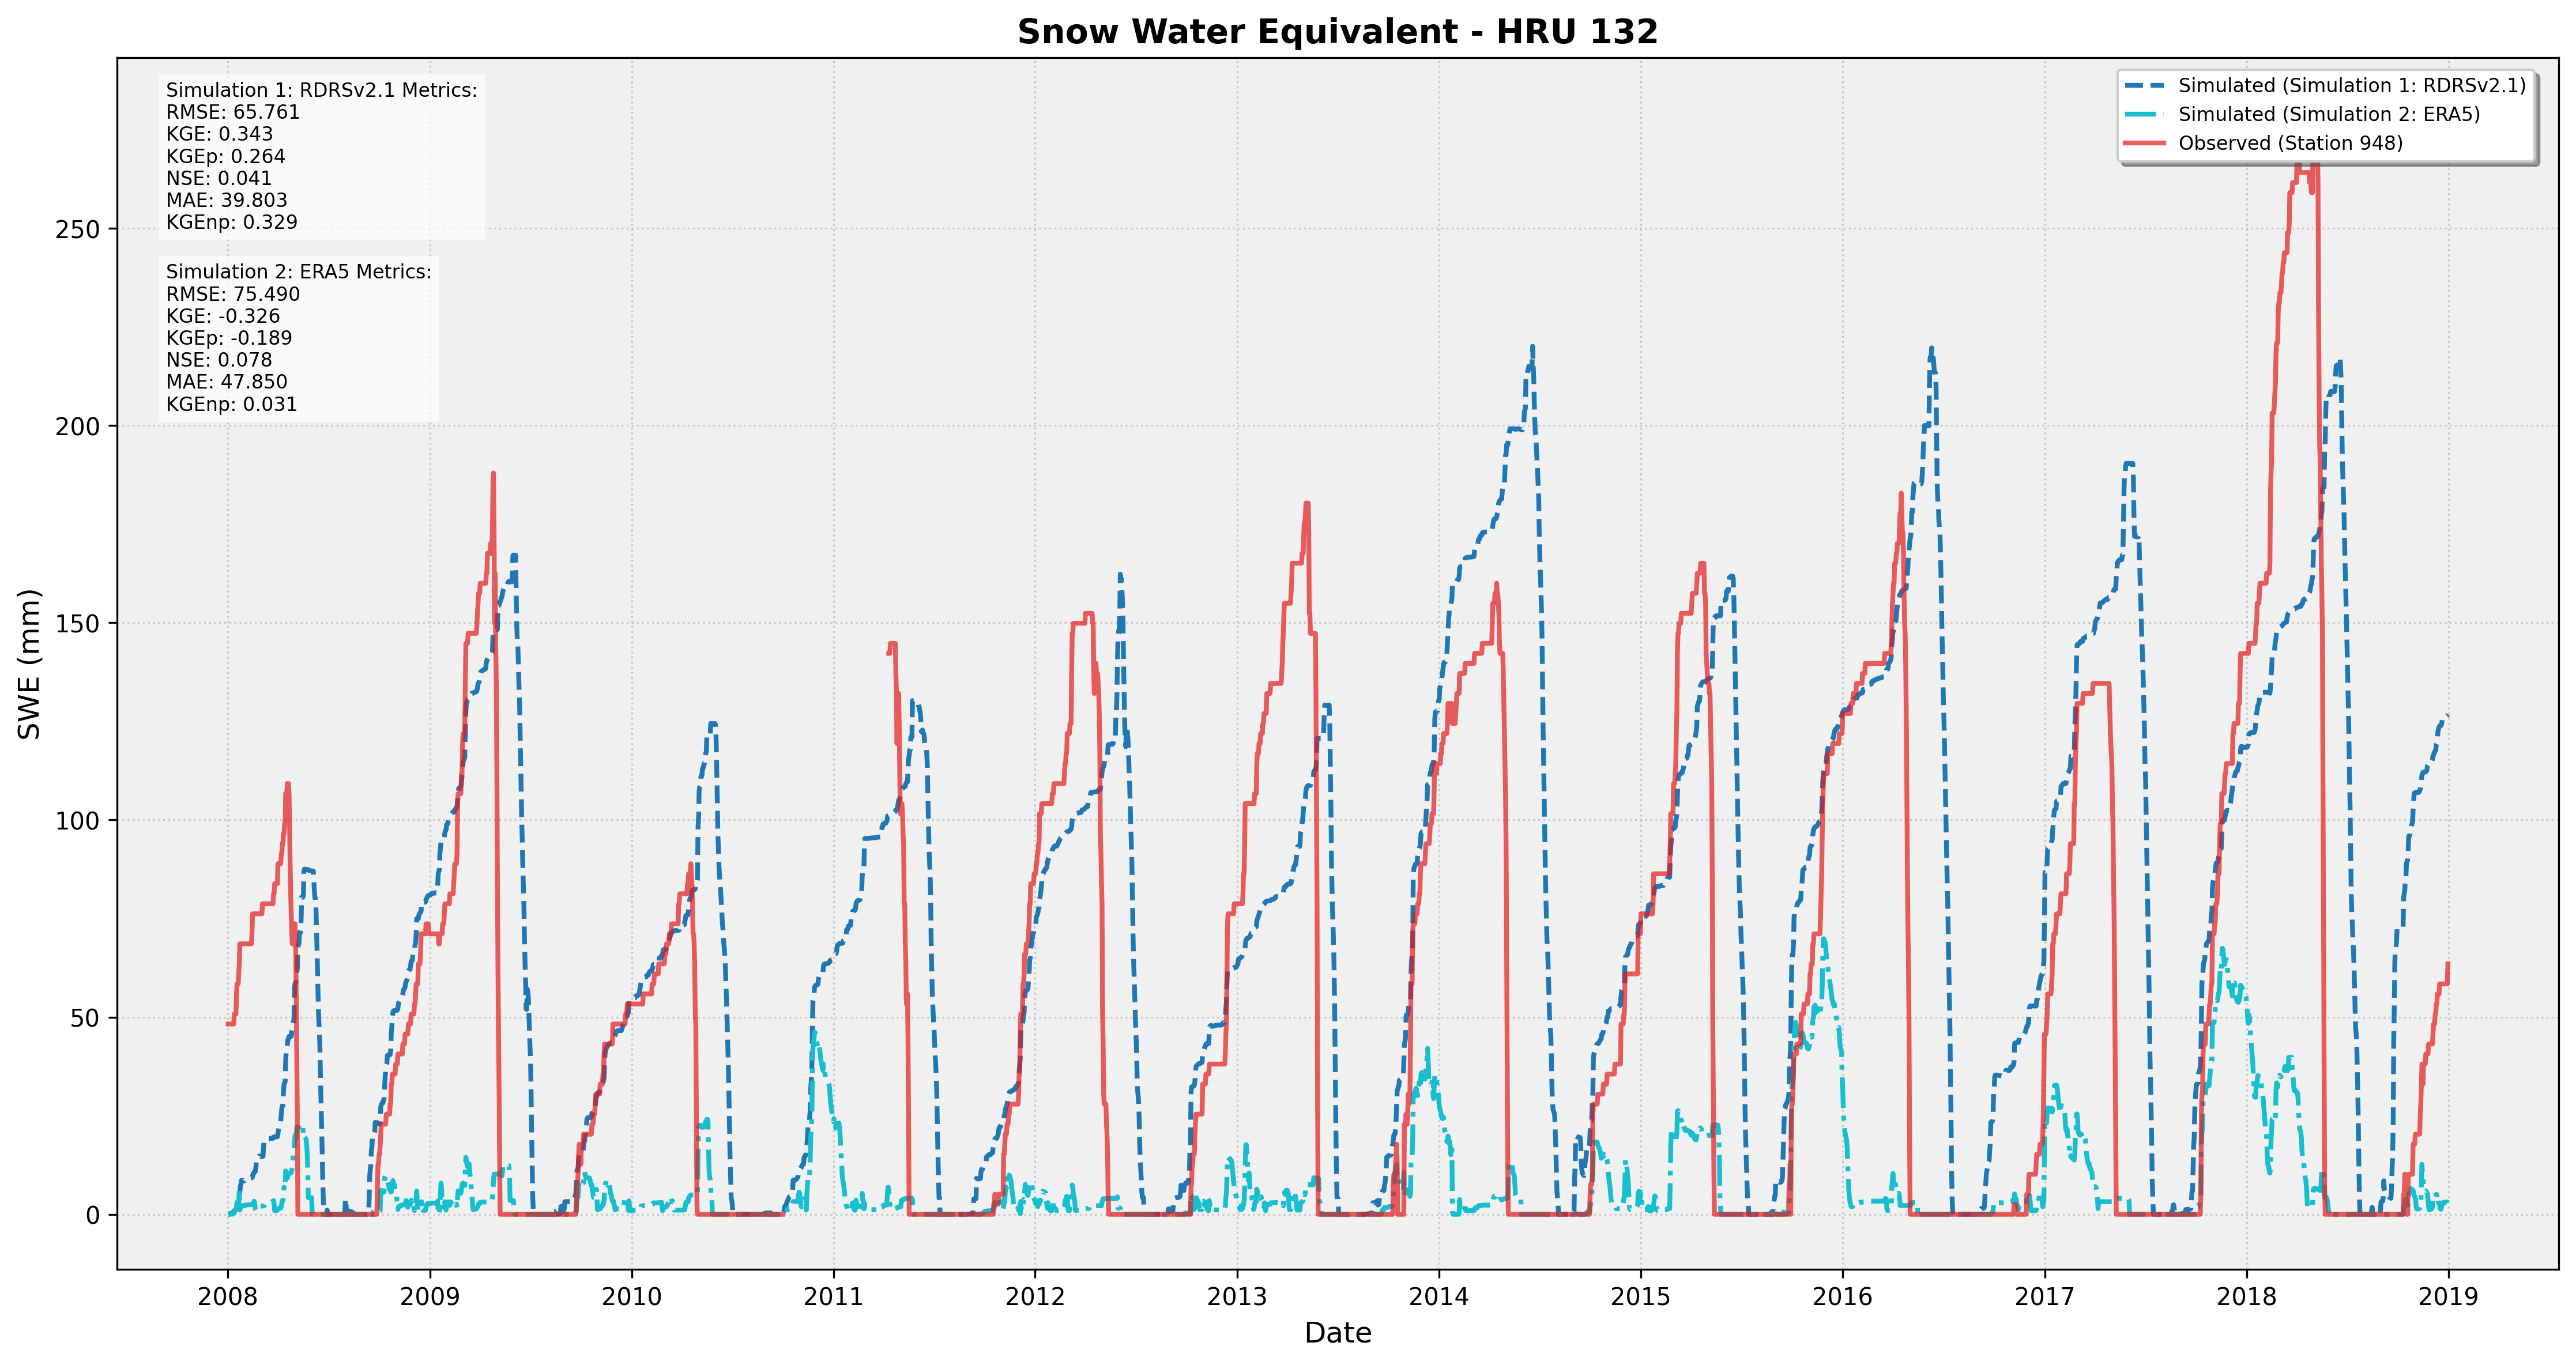 Snow Water Equivalent - HRU 132
Simulation 1: RDRSv2.1 Metrics:
RMSE: 65.761
KGE: 0.343
KGEp: 0.264
NSE: 0.041
MAE: 39.803
KGEnp: 0.329
Simulation 2: ERA5 Metrics:
RMSE: 75.490
KGE: -0.326
KGEp: -0.189
NSE: 0.078
MAE: 47.850
KGEnp: 0.031
Simulated (Simulation 1: RDRSv2.1)
Simulated (Simulation 2: ERA5)
Observed (Station 948)
SWE (mm)
250
200
150
100
50
0
2008 2009 2010 2011 2012 2013 2014 2015 2016 2017 2018 2019
Date